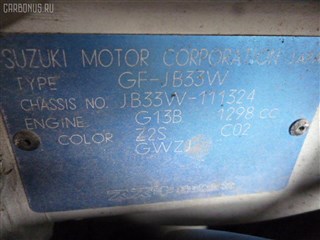 CARBONUS.RU
SUZUKI MOTOR CORPORATION JAPAN
TYPE GF-JB33W
CHASSIS NO. JB33W-111324
ENGINE G13B 1298 cc
COLOR Z2S C02
GWZJ